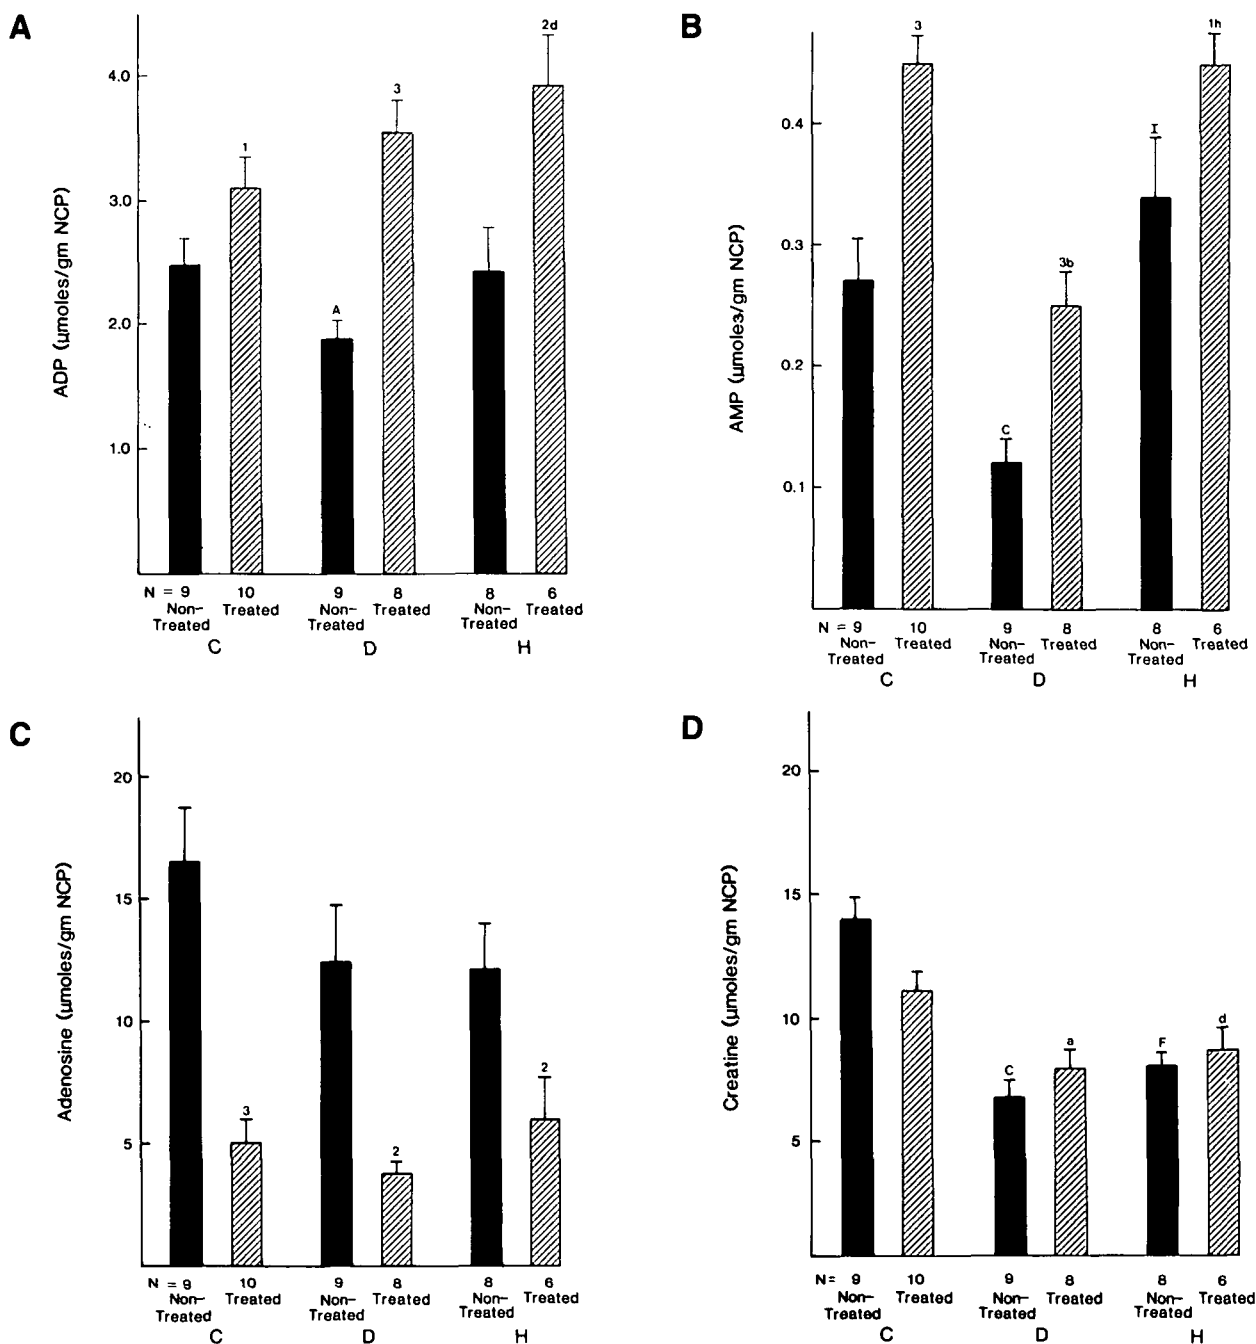 A
ADP (µmoles/gm NCP)
4.0
3.0
2.0
1.0
1
A
3
2d
N = 9 10 9 8 8 6
Non-Treated Treated Non-Treated Treated Non-Treated Treated
C D H
B
AMP (µmoles/gm NCP)
0.4
0.3
0.2
0.1
3
C
3b
I
1h
N = 9 10 9 8 8 6
Non-Treated Treated Non-Treated Treated Non-Treated Treated
C D H
C
Adenosine (µmoles/gm NCP)
20
15
10
5
3
2
2
N = 9 10 9 8 8 6
Non-Treated Treated Non-Treated Treated Non-Treated Treated
C D H
D
Creatine (µmoles/gm NCP)
20
15
10
5
C
a
F
d
N= 9 10 9 8 8 6
Non-Treated Treated Non-Treated Treated Non-Treated Treated
C D H